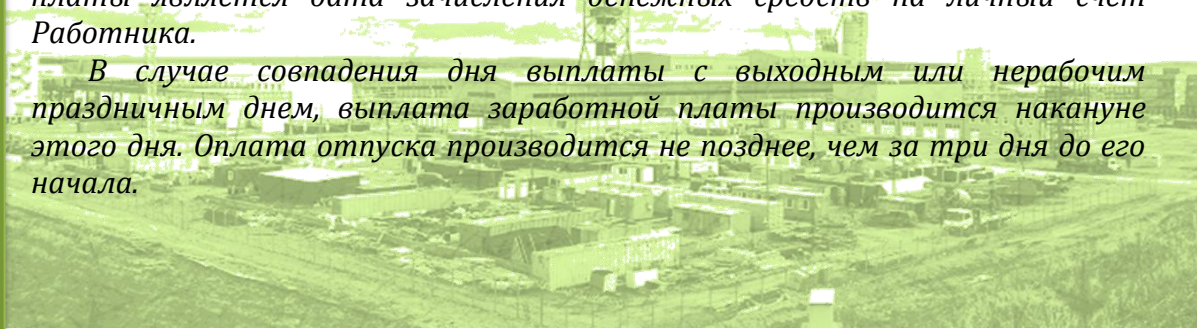 платы является дата зачисления денежных средств на личный счет
Работника.
В случае совпадения дня выплаты с выходным или нерабочим
праздничным днем, выплата заработной платы производится накануне
этого дня. Оплата отпуска производится не позднее, чем за три дня до его
начала.